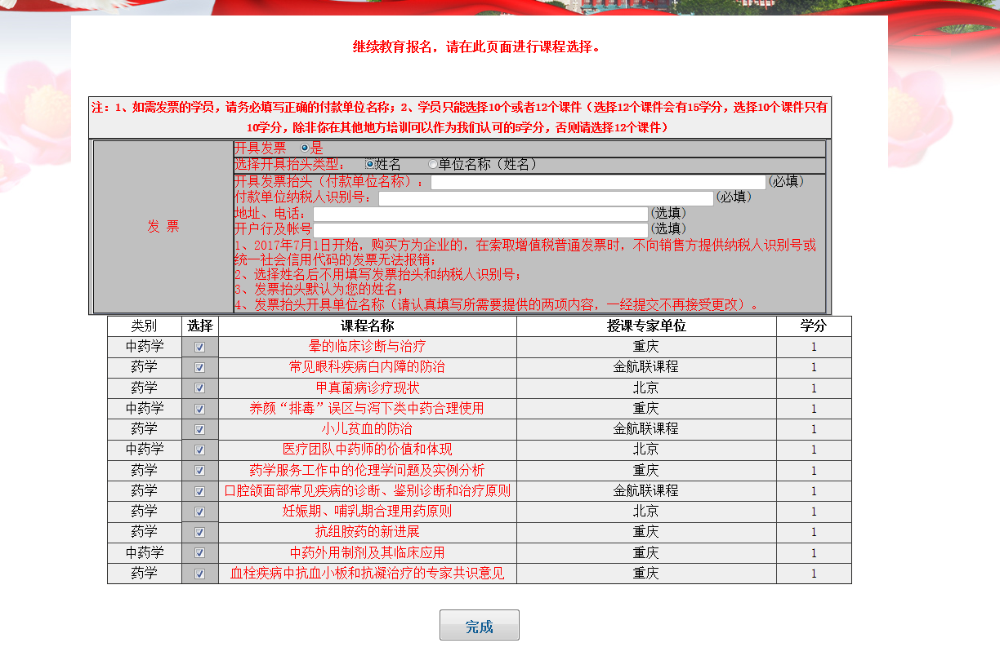 继续教育报名，请在此页面进行课程选择。
注：1、如需发票的学员，请务必填写正确的付款单位名称；2、学员只能选择10个或者12个课件（选择12个课件会有15学分，选择10个课件只有
10学分，除非你在其他地方培训可以作为我们认可的5学分，否则请选择12个课件）
发 票
开具发票 是
选择开具抬头类型： 姓名 单位名称（姓名）
开具发票抬头（付款单位名称）： (必填)
付款单位纳税人识别号： (必填)
地址、电话： (选填)
开户行及帐号 (选填)
1、2017年7月1日开始，购买方为企业的，在索取增值税普通发票时，不向销售方提供纳税人识别号或
统一社会信用代码的发票无法报销；
2、选择姓名后不用填写发票抬头和纳税人识别号；
3、发票抬头默认为您的姓名；
4、发票抬头开具单位名称（请认真填写所需要提供的两项内容，一经提交不再接受更改）。
类别 选择 课程名称 授课专家单位 学分
中药学 晕的临床诊断与治疗 重庆 1
药学 常见眼科疾病白内障的防治 金航联课程 1
药学 甲真菌病诊疗现状 北京 1
中药学 养颜“排毒”误区与泻下类中药合理使用 重庆 1
药学 小儿贫血的防治 金航联课程 1
中药学 医疗团队中药师的价值和体现 北京 1
药学 药学服务工作中的伦理学问题及实例分析 重庆 1
药学 口腔颌面部常见疾病的诊断、鉴别诊断和治疗原则 金航联课程 1
药学 妊娠期、哺乳期合理用药原则 北京 1
药学 抗组胺药的新进展 重庆 1
中药学 中药外用制剂及其临床应用 重庆 1
药学 血栓疾病中抗血小板和抗凝治疗的专家共识意见 重庆 1
完成